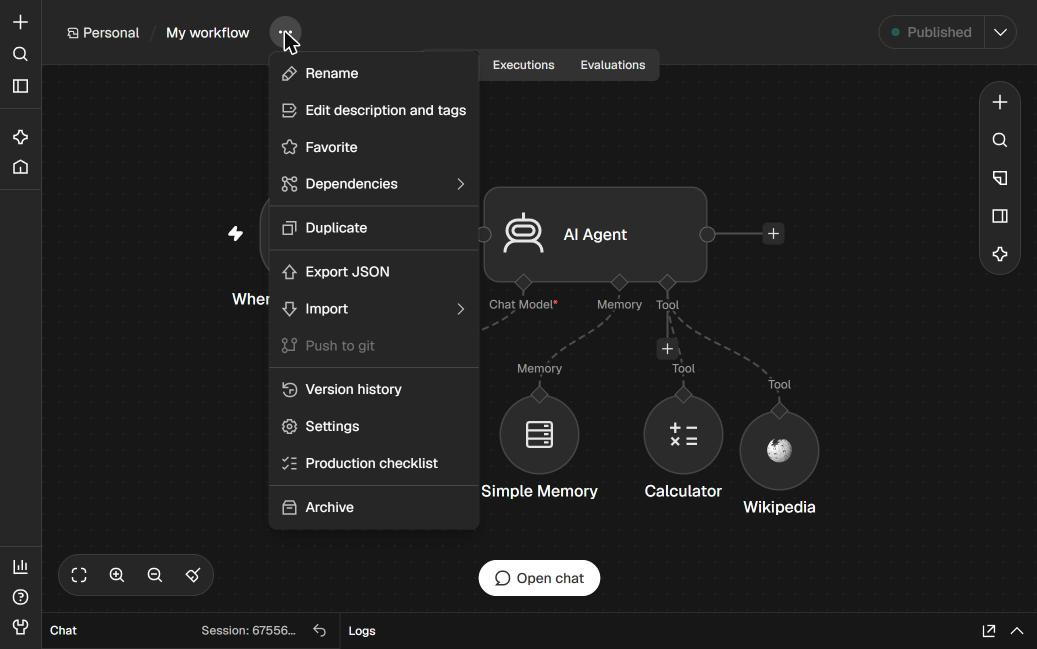 Personal / My workflow
Published
Executions Evaluations
Rename
Edit description and tags
Favorite
Dependencies
Duplicate
Export JSON
Import
Push to git
Version history
Settings
Production checklist
Archive
AI Agent
Chat Model*
Memory
Tool
Memory
Tool
Tool
Simple Memory
Calculator
Wikipedia
Open chat
Chat
Session: 67556...
Logs